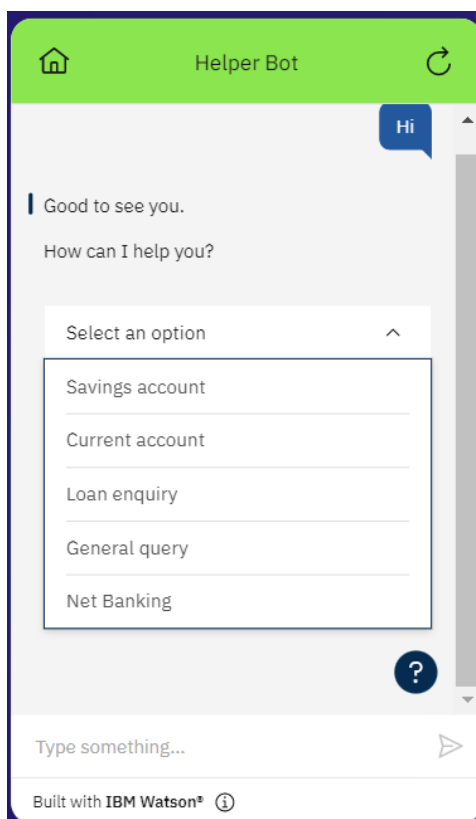 Helper Bot
Hi
Good to see you.
How can I help you?
Select an option
Savings account
Current account
Loan enquiry
General query
Net Banking
?
Type something...
Built with IBM Watson®